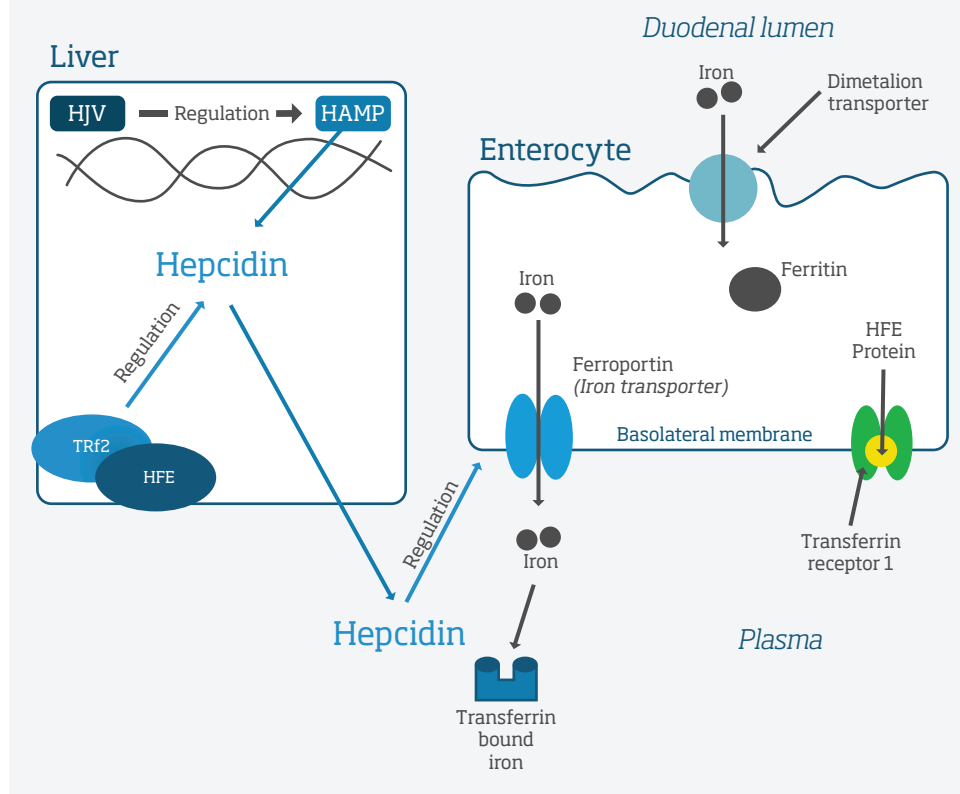 Duodenal lumen
Liver
HJV
Regulation
HAMP
Iron
Dimetalion
transporter
Enterocyte
Hepcidin
Iron
Ferritin
Regulation
HFE
Protein
Ferroportin
(Iron transporter)
Basolateral membrane
TRf2
HFE
Regulation
Iron
Transferrin
receptor 1
Hepcidin
Plasma
Transferrin
bound
iron